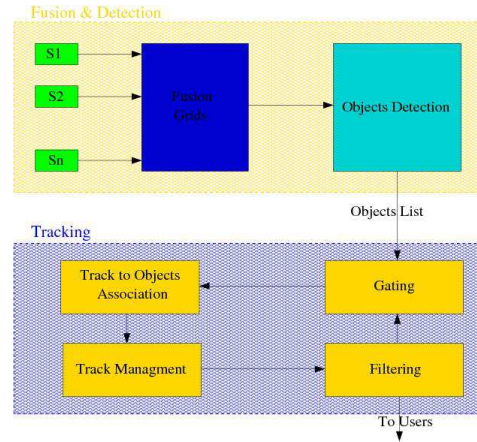 Fusion & Detection
S1
S2
Sn
Fusion
Grids
Objects Detection
Objects List
Tracking
Track to Objects
Association
Gating
Track Managment
Filtering
To Users